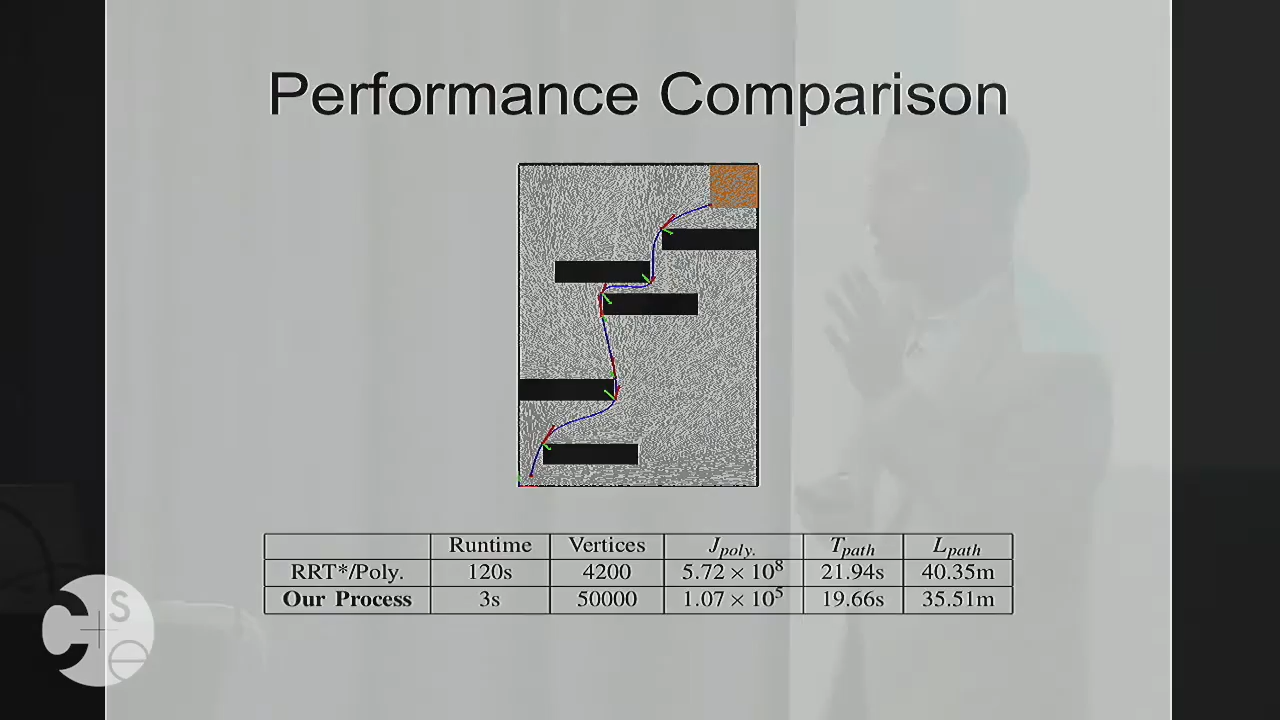 Performance Comparison
Runtime Vertices J_poly. T_path L_path
RRT*/Poly. 120s 4200 5.72 × 10^8 21.94s 40.35m
Our Process 3s 50000 1.07 × 10^5 19.66s 35.51m
C S e